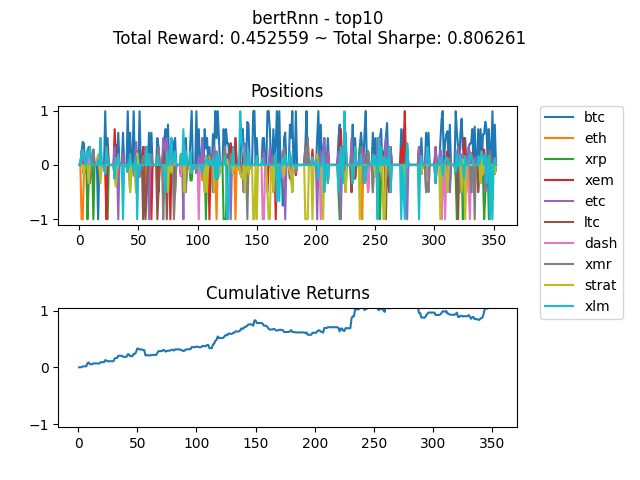 bertRnn - top10
Total Reward: 0.452559 ~ Total Sharpe: 0.806261
Positions
1
0
−1
0
50
100
150
200
250
300
350
btc
eth
xrp
xem
etc
ltc
dash
xmr
strat
xlm
Cumulative Returns
1
0
−1
0
50
100
150
200
250
300
350